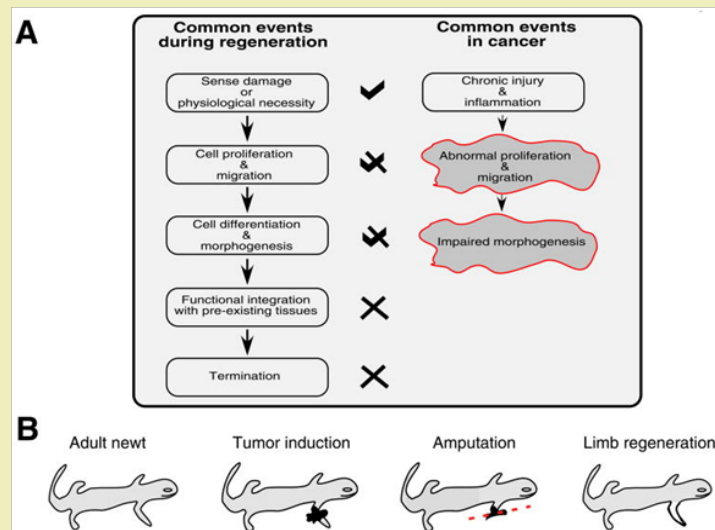 A
Common events
during regeneration
Common events
in cancer
Sense damage
or
physiological necessity
Chronic injury
&
inflammation
Cell proliferation
&
migration
Abnormal proliferation
&
migration
Cell differentiation
&
morphogenesis
Impaired morphogenesis
Functional integration
with pre-existing tissues
Termination
B
Adult newt
Tumor induction
Amputation
Limb regeneration